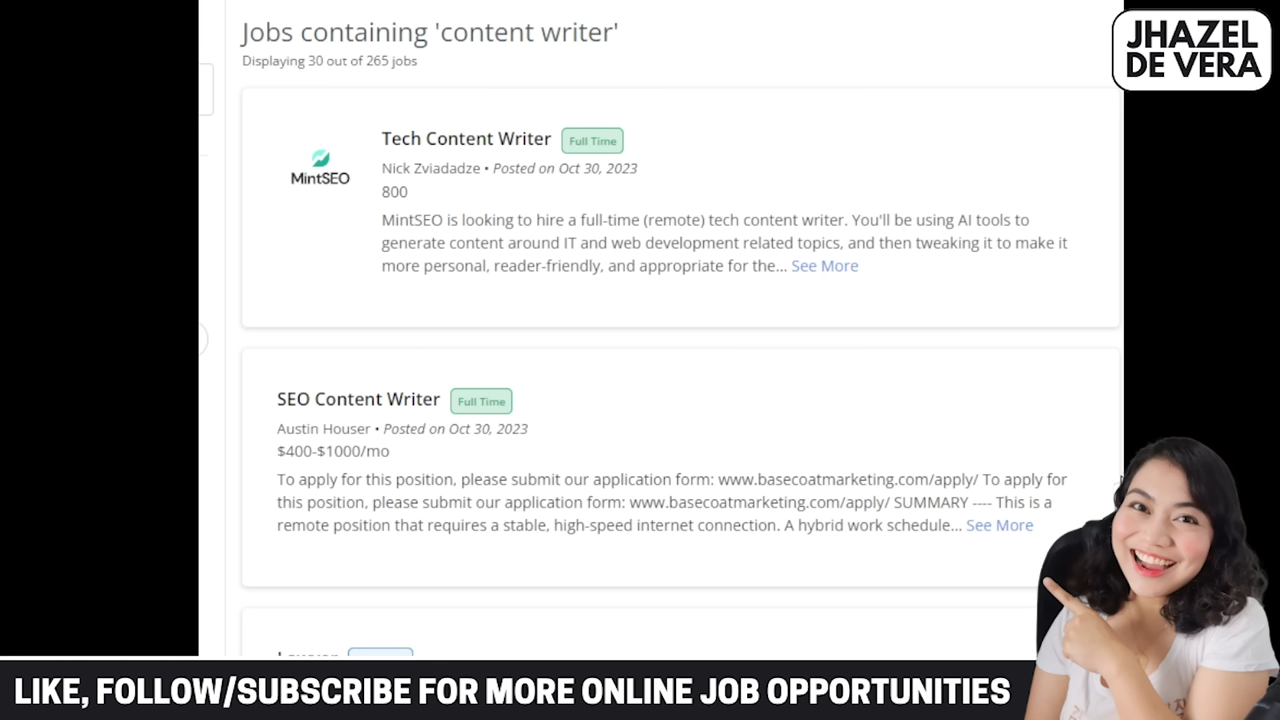 Jobs containing 'content writer'
Displaying 30 out of 265 jobs
JHAZEL
DE VERA
Tech Content Writer Full Time
Nick Zviadadze • Posted on Oct 30, 2023
800
MintSEO
MintSEO is looking to hire a full-time (remote) tech content writer. You'll be using AI tools to
generate content around IT and web development related topics, and then tweaking it to make it
more personal, reader-friendly, and appropriate for the... See More
SEO Content Writer Full Time
Austin Houser • Posted on Oct 30, 2023
$400-$1000/mo
To apply for this position, please submit our application form: www.basecoatmarketing.com/apply/ To apply for
this position, please submit our application form: www.basecoatmarketing.com/apply/ SUMMARY ---- This is a
remote position that requires a stable, high-speed internet connection. A hybrid work schedule... See More
LIKE, FOLLOW/SUBSCRIBE FOR MORE ONLINE JOB OPPORTUNITIES